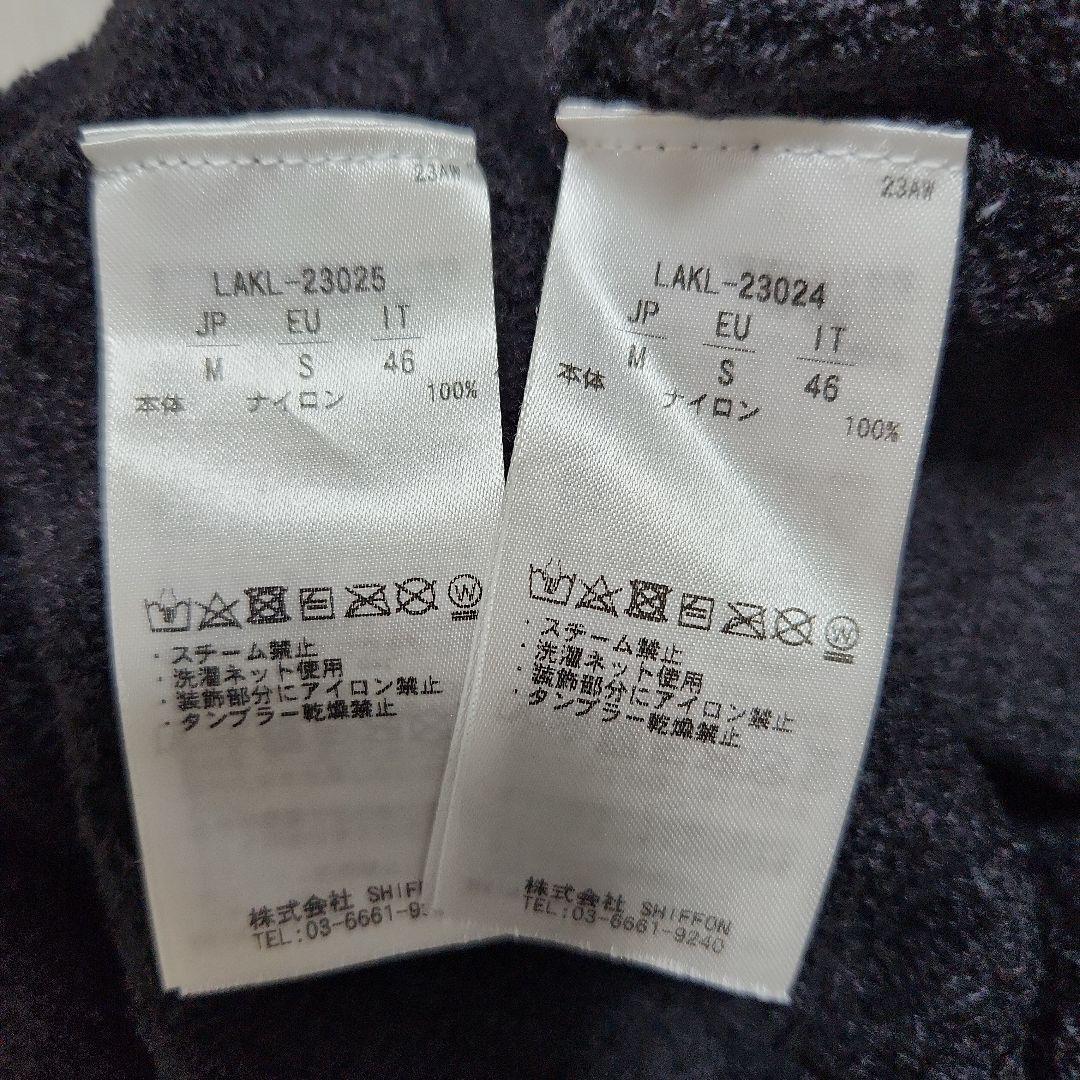 23AW
LAKL-23025
JP EU IT
M S 46
本体 ナイロン 100%
W
・スチーム禁止
・洗濯ネット使用
・装飾部分にアイロン禁止
・タンブラー乾燥禁止
株式会社 SHIFFON
TEL:03-6661-9
23AW
LAKL-23024
JP EU IT
M S 46
本体 ナイロン 100%
W
・スチーム禁止
・洗濯ネット使用
・装飾部分にアイロン禁止
・タンブラー乾燥禁止
株式会社 SHIFFON
TEL:03-6661-9240